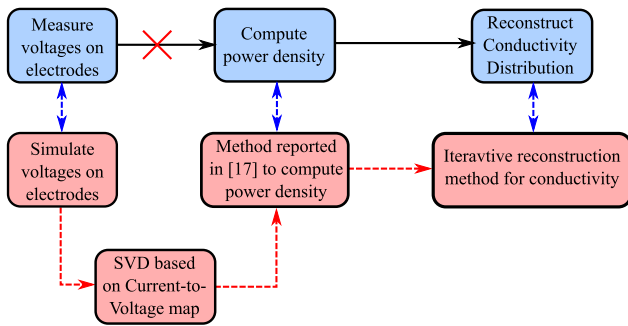 Measure
voltages on
electrodes
Compute
power density
Reconstruct
Conductivity
Distribution
Simulate
voltages on
electrodes
Method reported
in [17] to compute
power density
Iteravtive reconstruction
method for conductivity
SVD based
on Current-to-
Voltage map